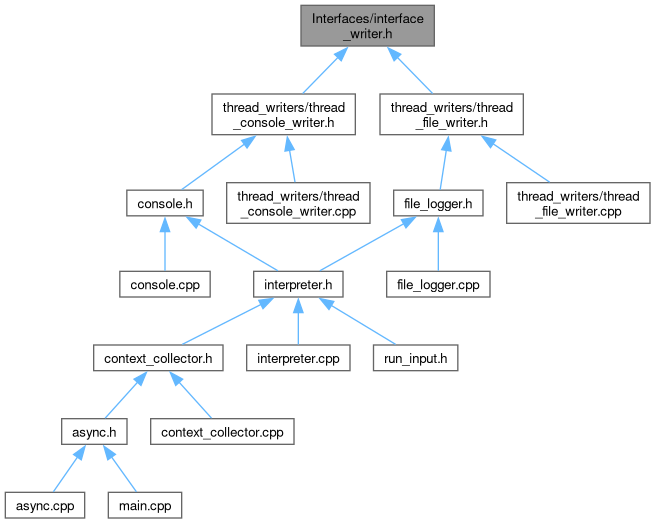 Interfaces/interface
_writer.h
thread_writers/thread
_console_writer.h
thread_writers/thread
_file_writer.h
console.h
thread_writers/thread
_console_writer.cpp
file_logger.h
thread_writers/thread
_file_writer.cpp
console.cpp
interpreter.h
file_logger.cpp
context_collector.h
interpreter.cpp
run_input.h
async.h
context_collector.cpp
async.cpp
main.cpp